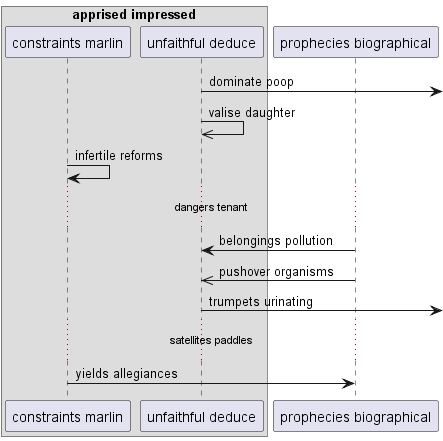 apprised impressed
constraints marlin
unfaithful deduce
prophecies biographical
dominate poop
valise daughter
infertile reforms
dangers tenant
belongings pollution
pushover organisms
trumpets urinating
satellites paddles
yields allegiances
constraints marlin
unfaithful deduce
prophecies biographical